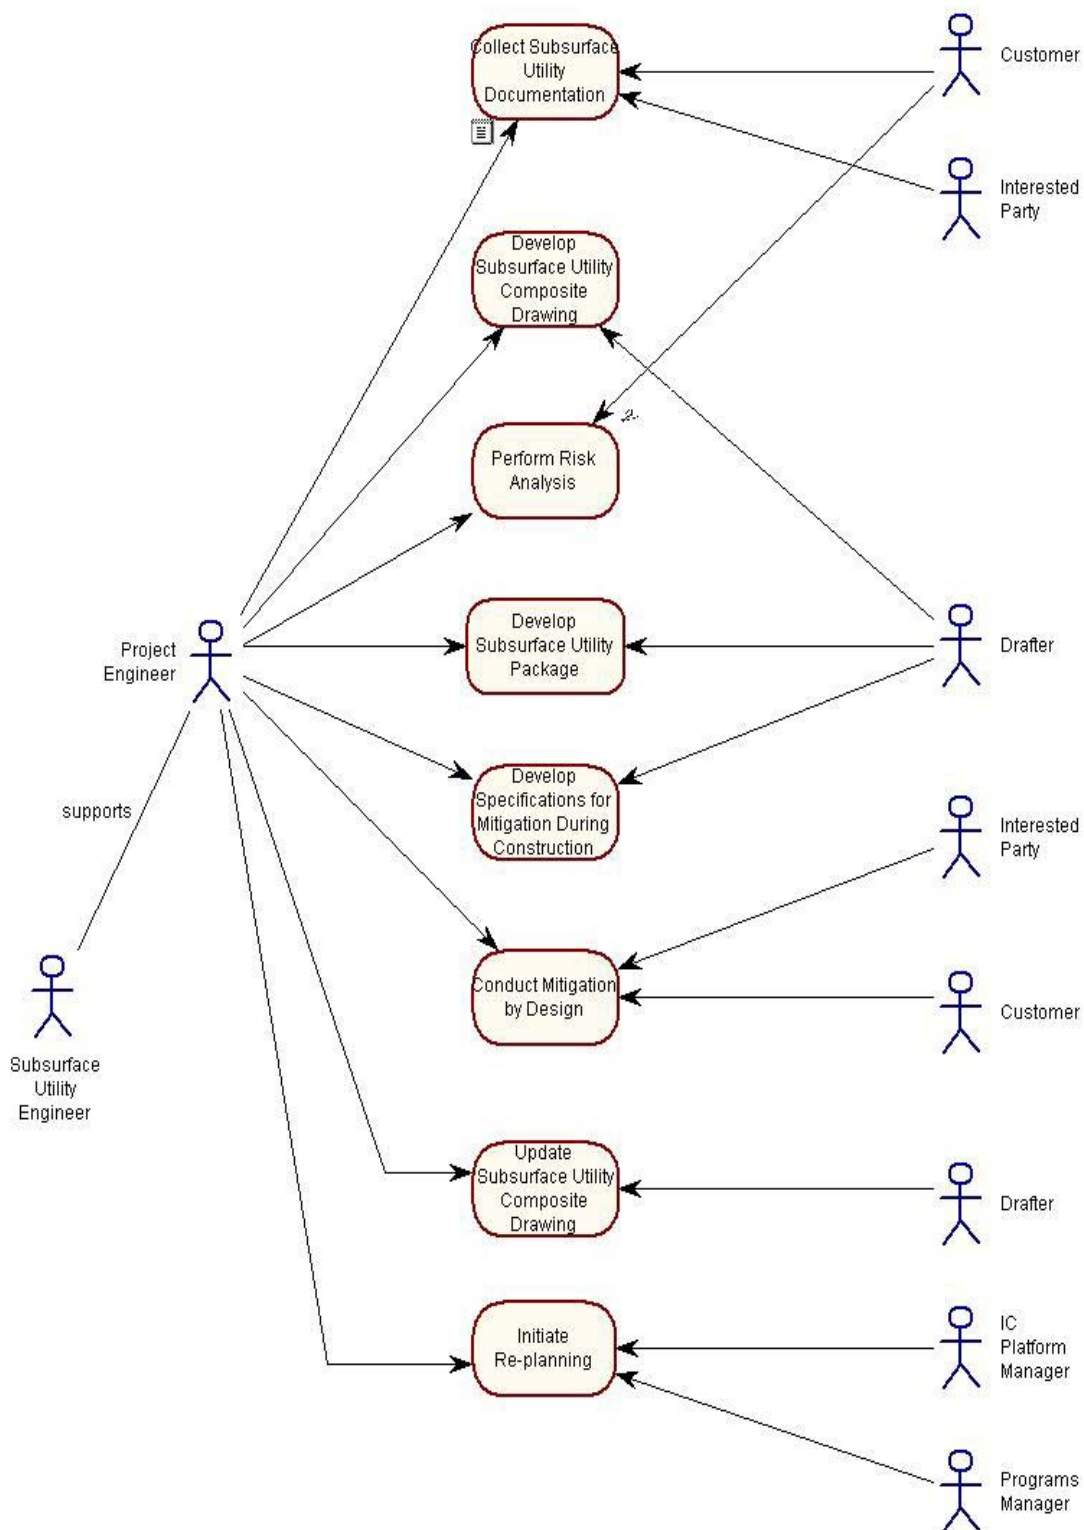 Collect Subsurface
Utility
Documentation
Customer
Interested
Party
Develop
Subsurface Utility
Composite
Drawing
Perform Risk
Analysis
Project
Engineer
Develop
Subsurface Utility
Package
Drafter
supports
Develop
Specifications for
Mitigation During
Construction
Interested
Party
Conduct Mitigation
by Design
Customer
Subsurface
Utility
Engineer
Update
Subsurface Utility
Composite
Drawing
Drafter
Initiate
Re-planning
IC
Platform
Manager
Programs
Manager